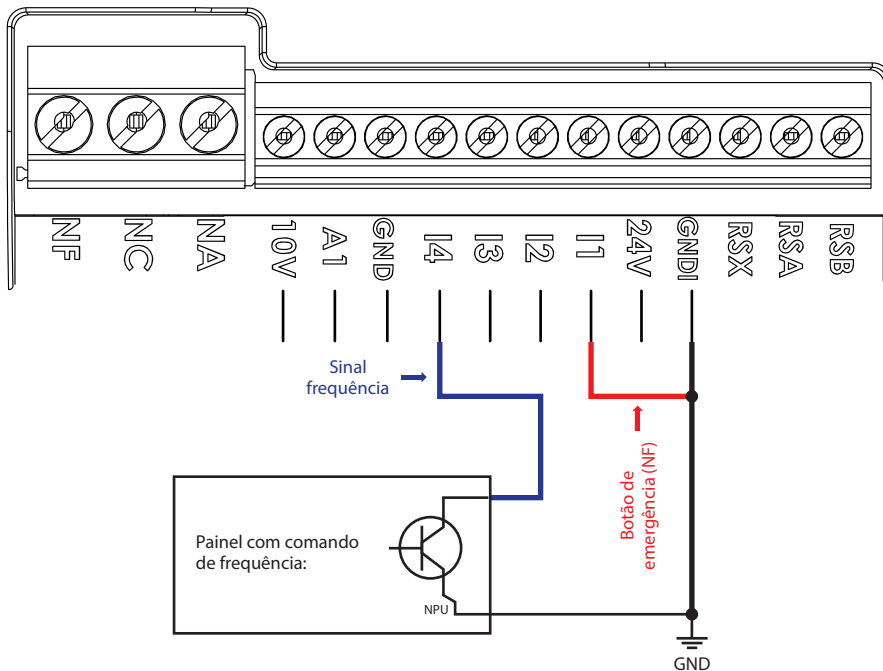 NF
NC
NA
10V
A1
GND
I4
I3
I2
I1
24V
GNDI
RSX
RSA
RSB
Sinal
frequência
Botão de
emergência (NF)
Painel com comando
de frequência:
NPU
GND